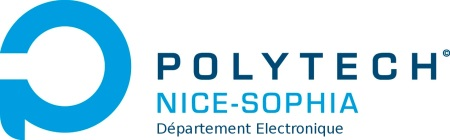 POLYTECH©
NICE-SOPHIA
Département Electronique